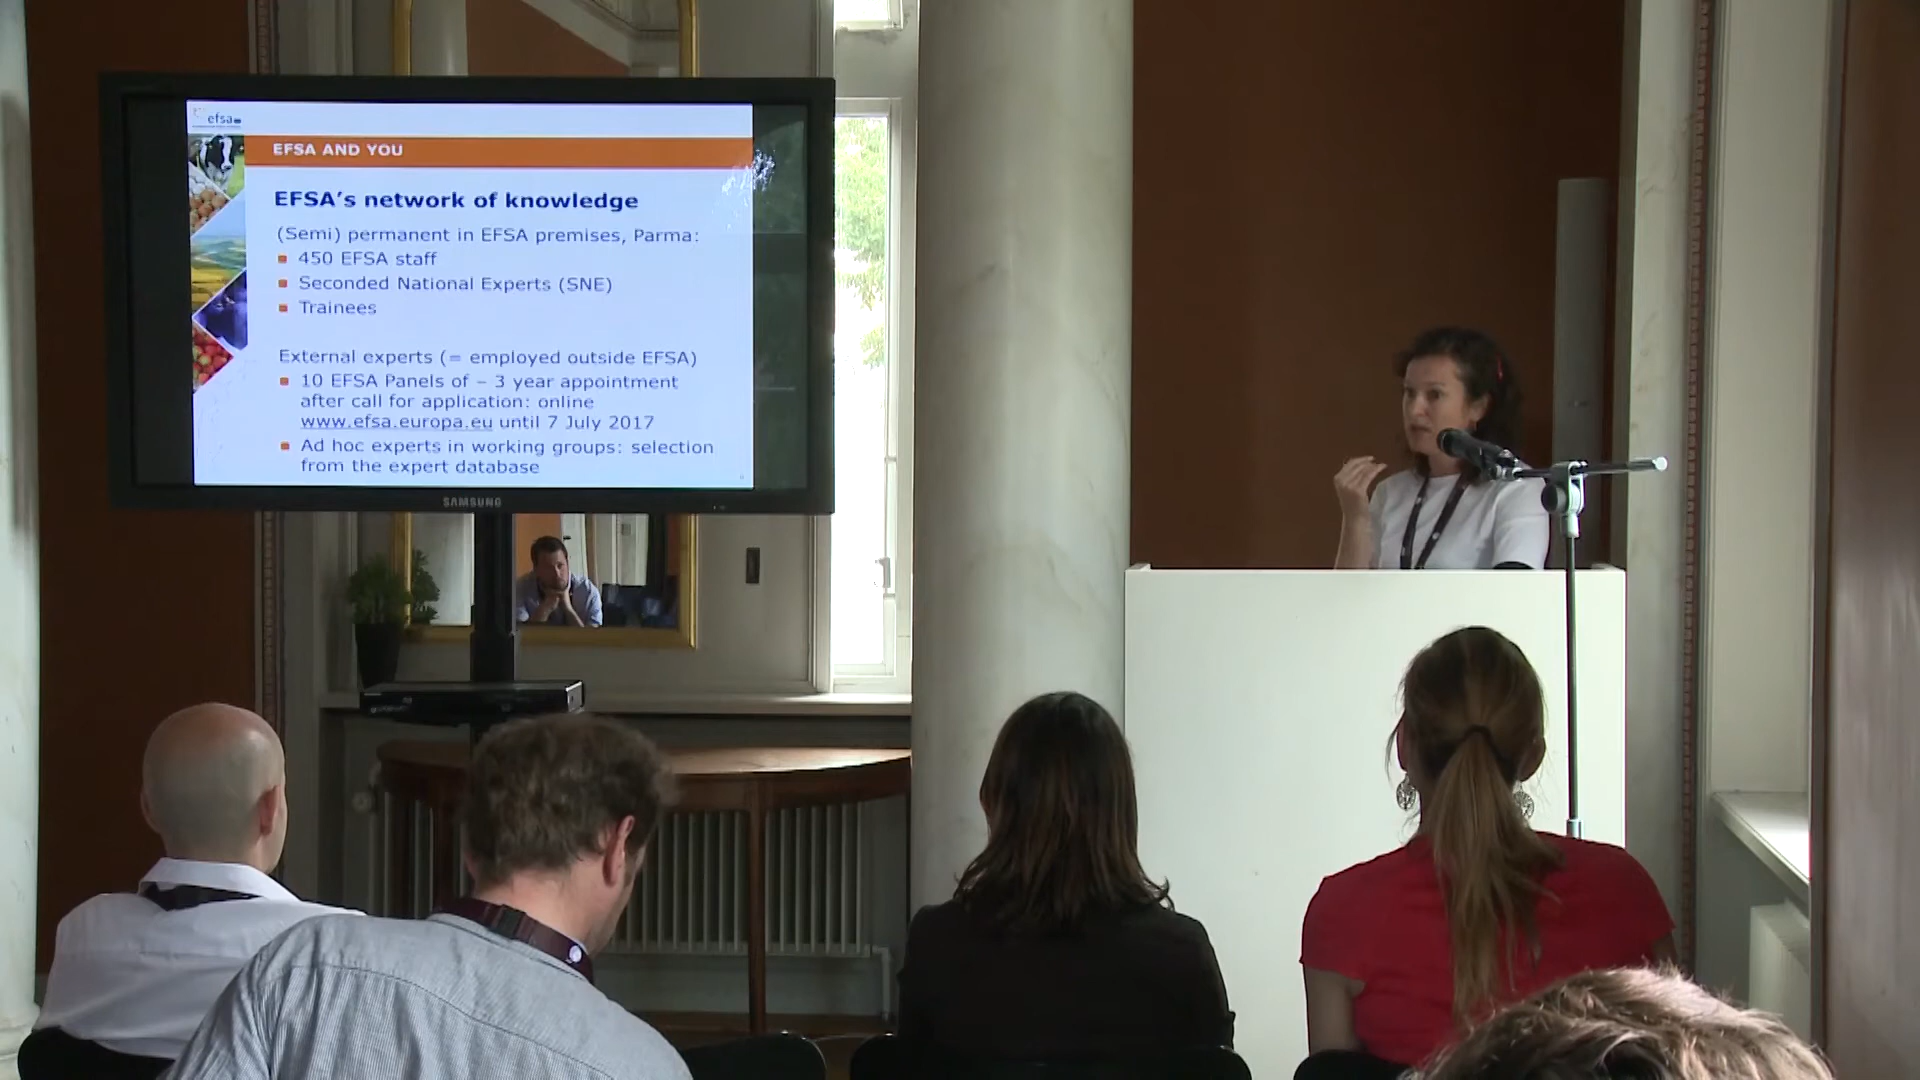 efsa
EFSA AND YOU
EFSA's network of knowledge
(Semi) permanent in EFSA premises, Parma:
450 EFSA staff
Seconded National Experts (SNE)
Trainees
External experts (= employed outside EFSA)
10 EFSA Panels of – 3 year appointment
after call for application: online
www.efsa.europa.eu until 7 July 2017
Ad hoc experts in working groups: selection
from the expert database
SAMSUNG